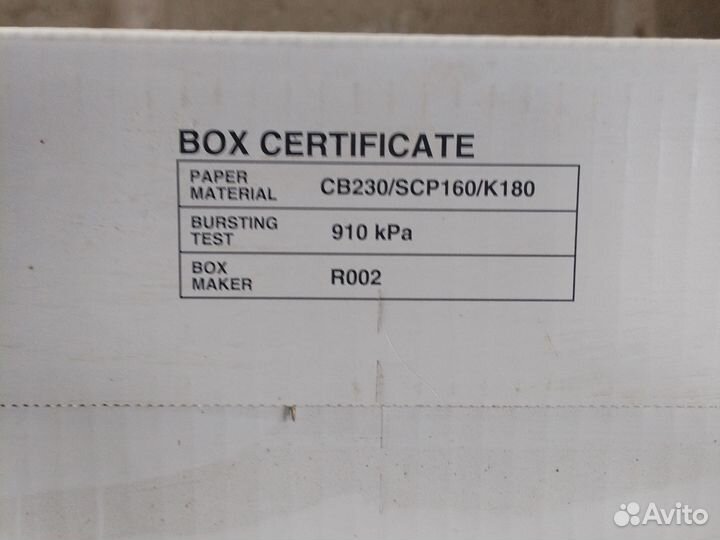 BOX CERTIFICATE
PAPER
MATERIAL CB230/SCP160/K180
BURSTING
TEST 910 kPa
BOX
MAKER R002
Avito